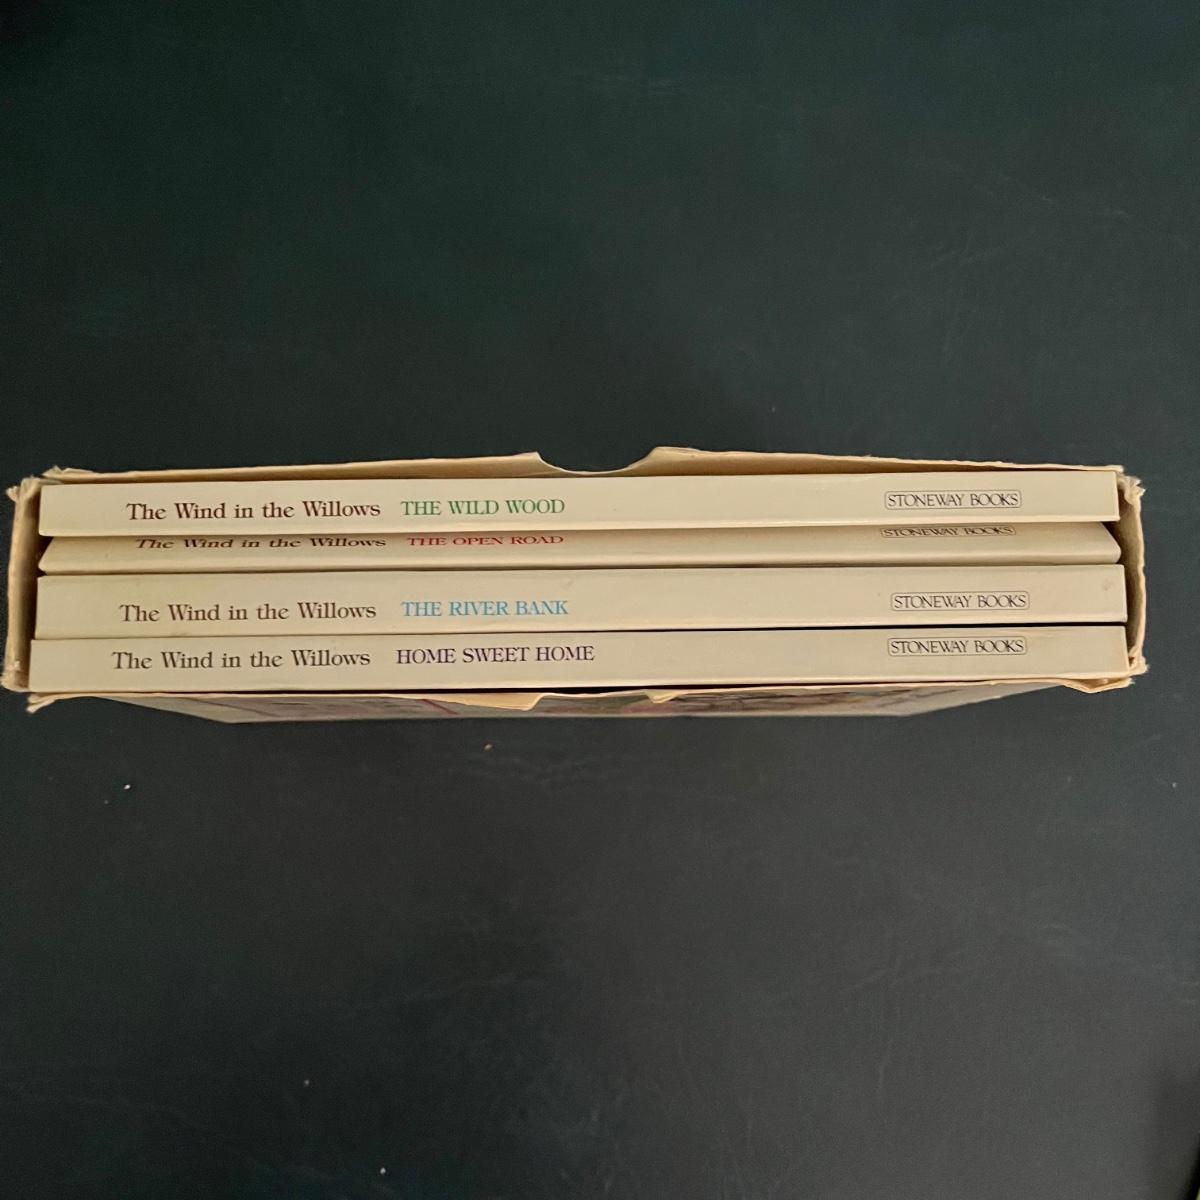 The Wind in the Willows THE WILD WOOD STONEWAY BOOKS
The Wind in the Willows THE OPEN ROAD STONEWAY BOOKS
The Wind in the Willows THE RIVER BANK STONEWAY BOOKS
The Wind in the Willows HOME SWEET HOME STONEWAY BOOKS